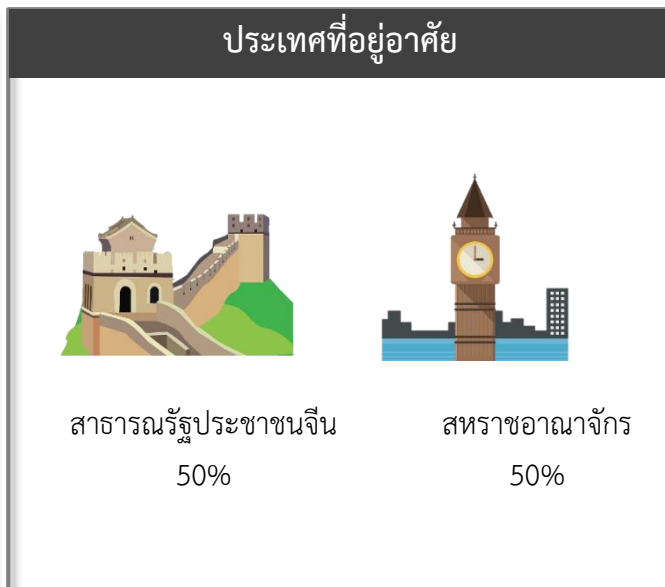 ประเทศที่อยู่อาศัย
สาธารณรัฐประชาชนจีน
50%
สหราชอาณาจักร
50%